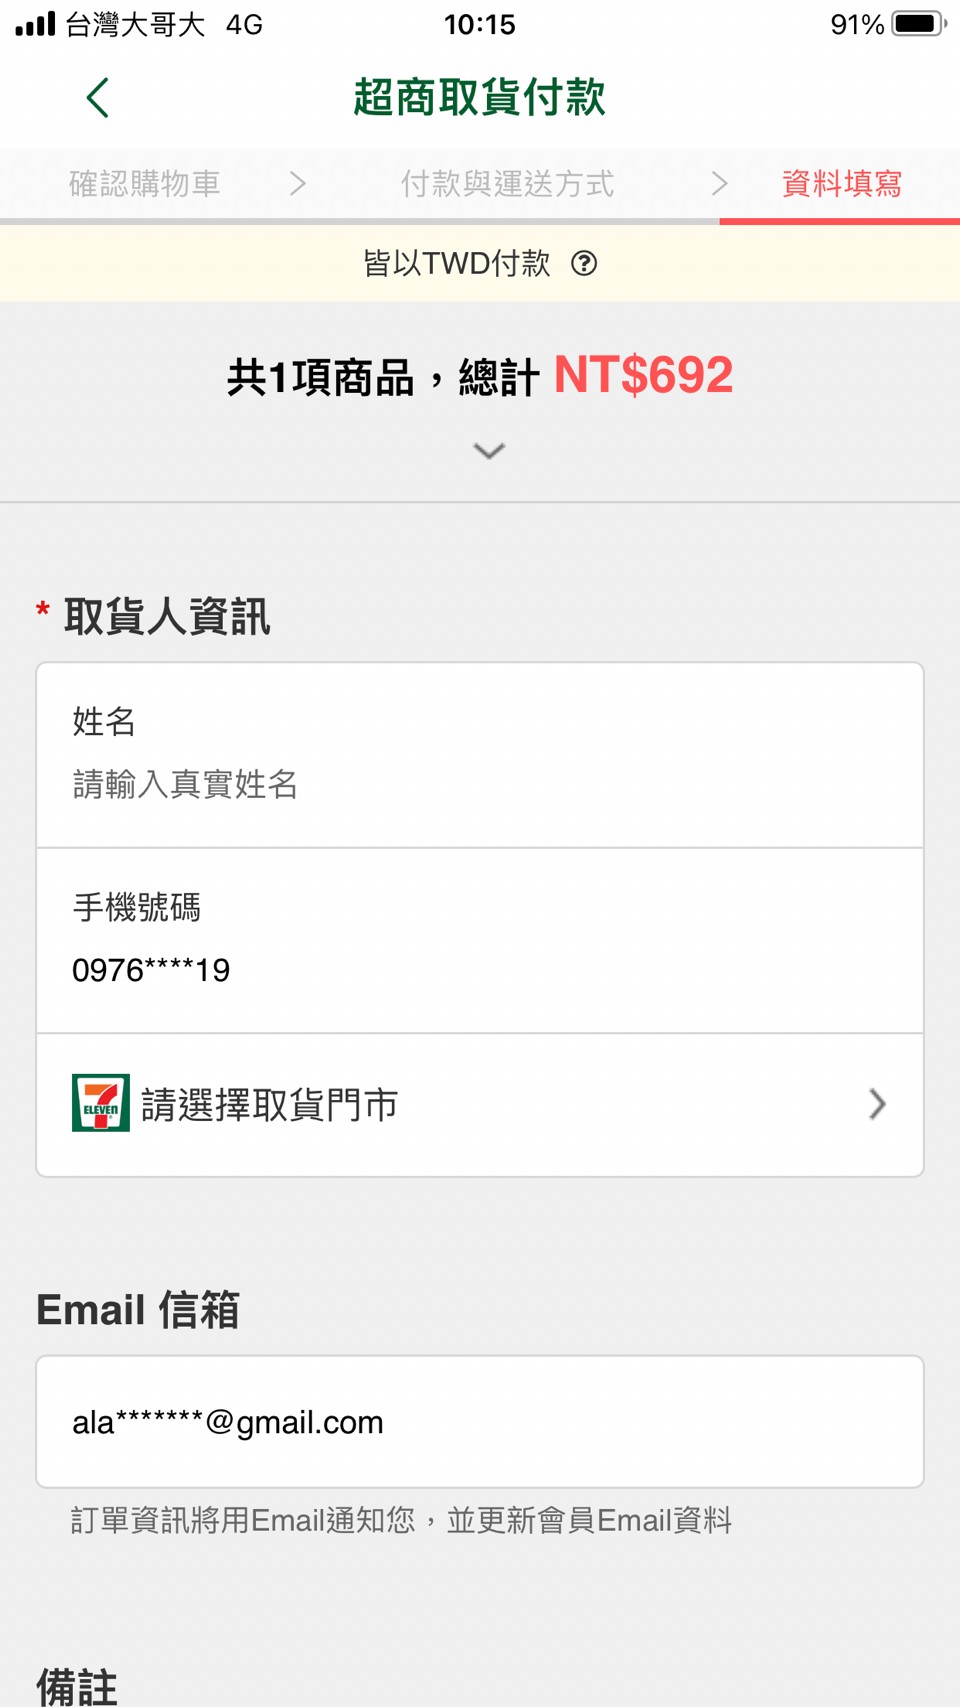 台灣大哥大 4G 10:15 91%
超商取貨付款
確認購物車 > 付款與運送方式 > 資料填寫
皆以TWD付款 ?
共1項商品，總計 NT$692
* 取貨人資訊
姓名
請輸入真實姓名
手機號碼
0976****19
7 ELEVEN 請選擇取貨門市
Email 信箱
ala*******@gmail.com
訂單資訊將用Email通知您，並更新會員Email資料
備註